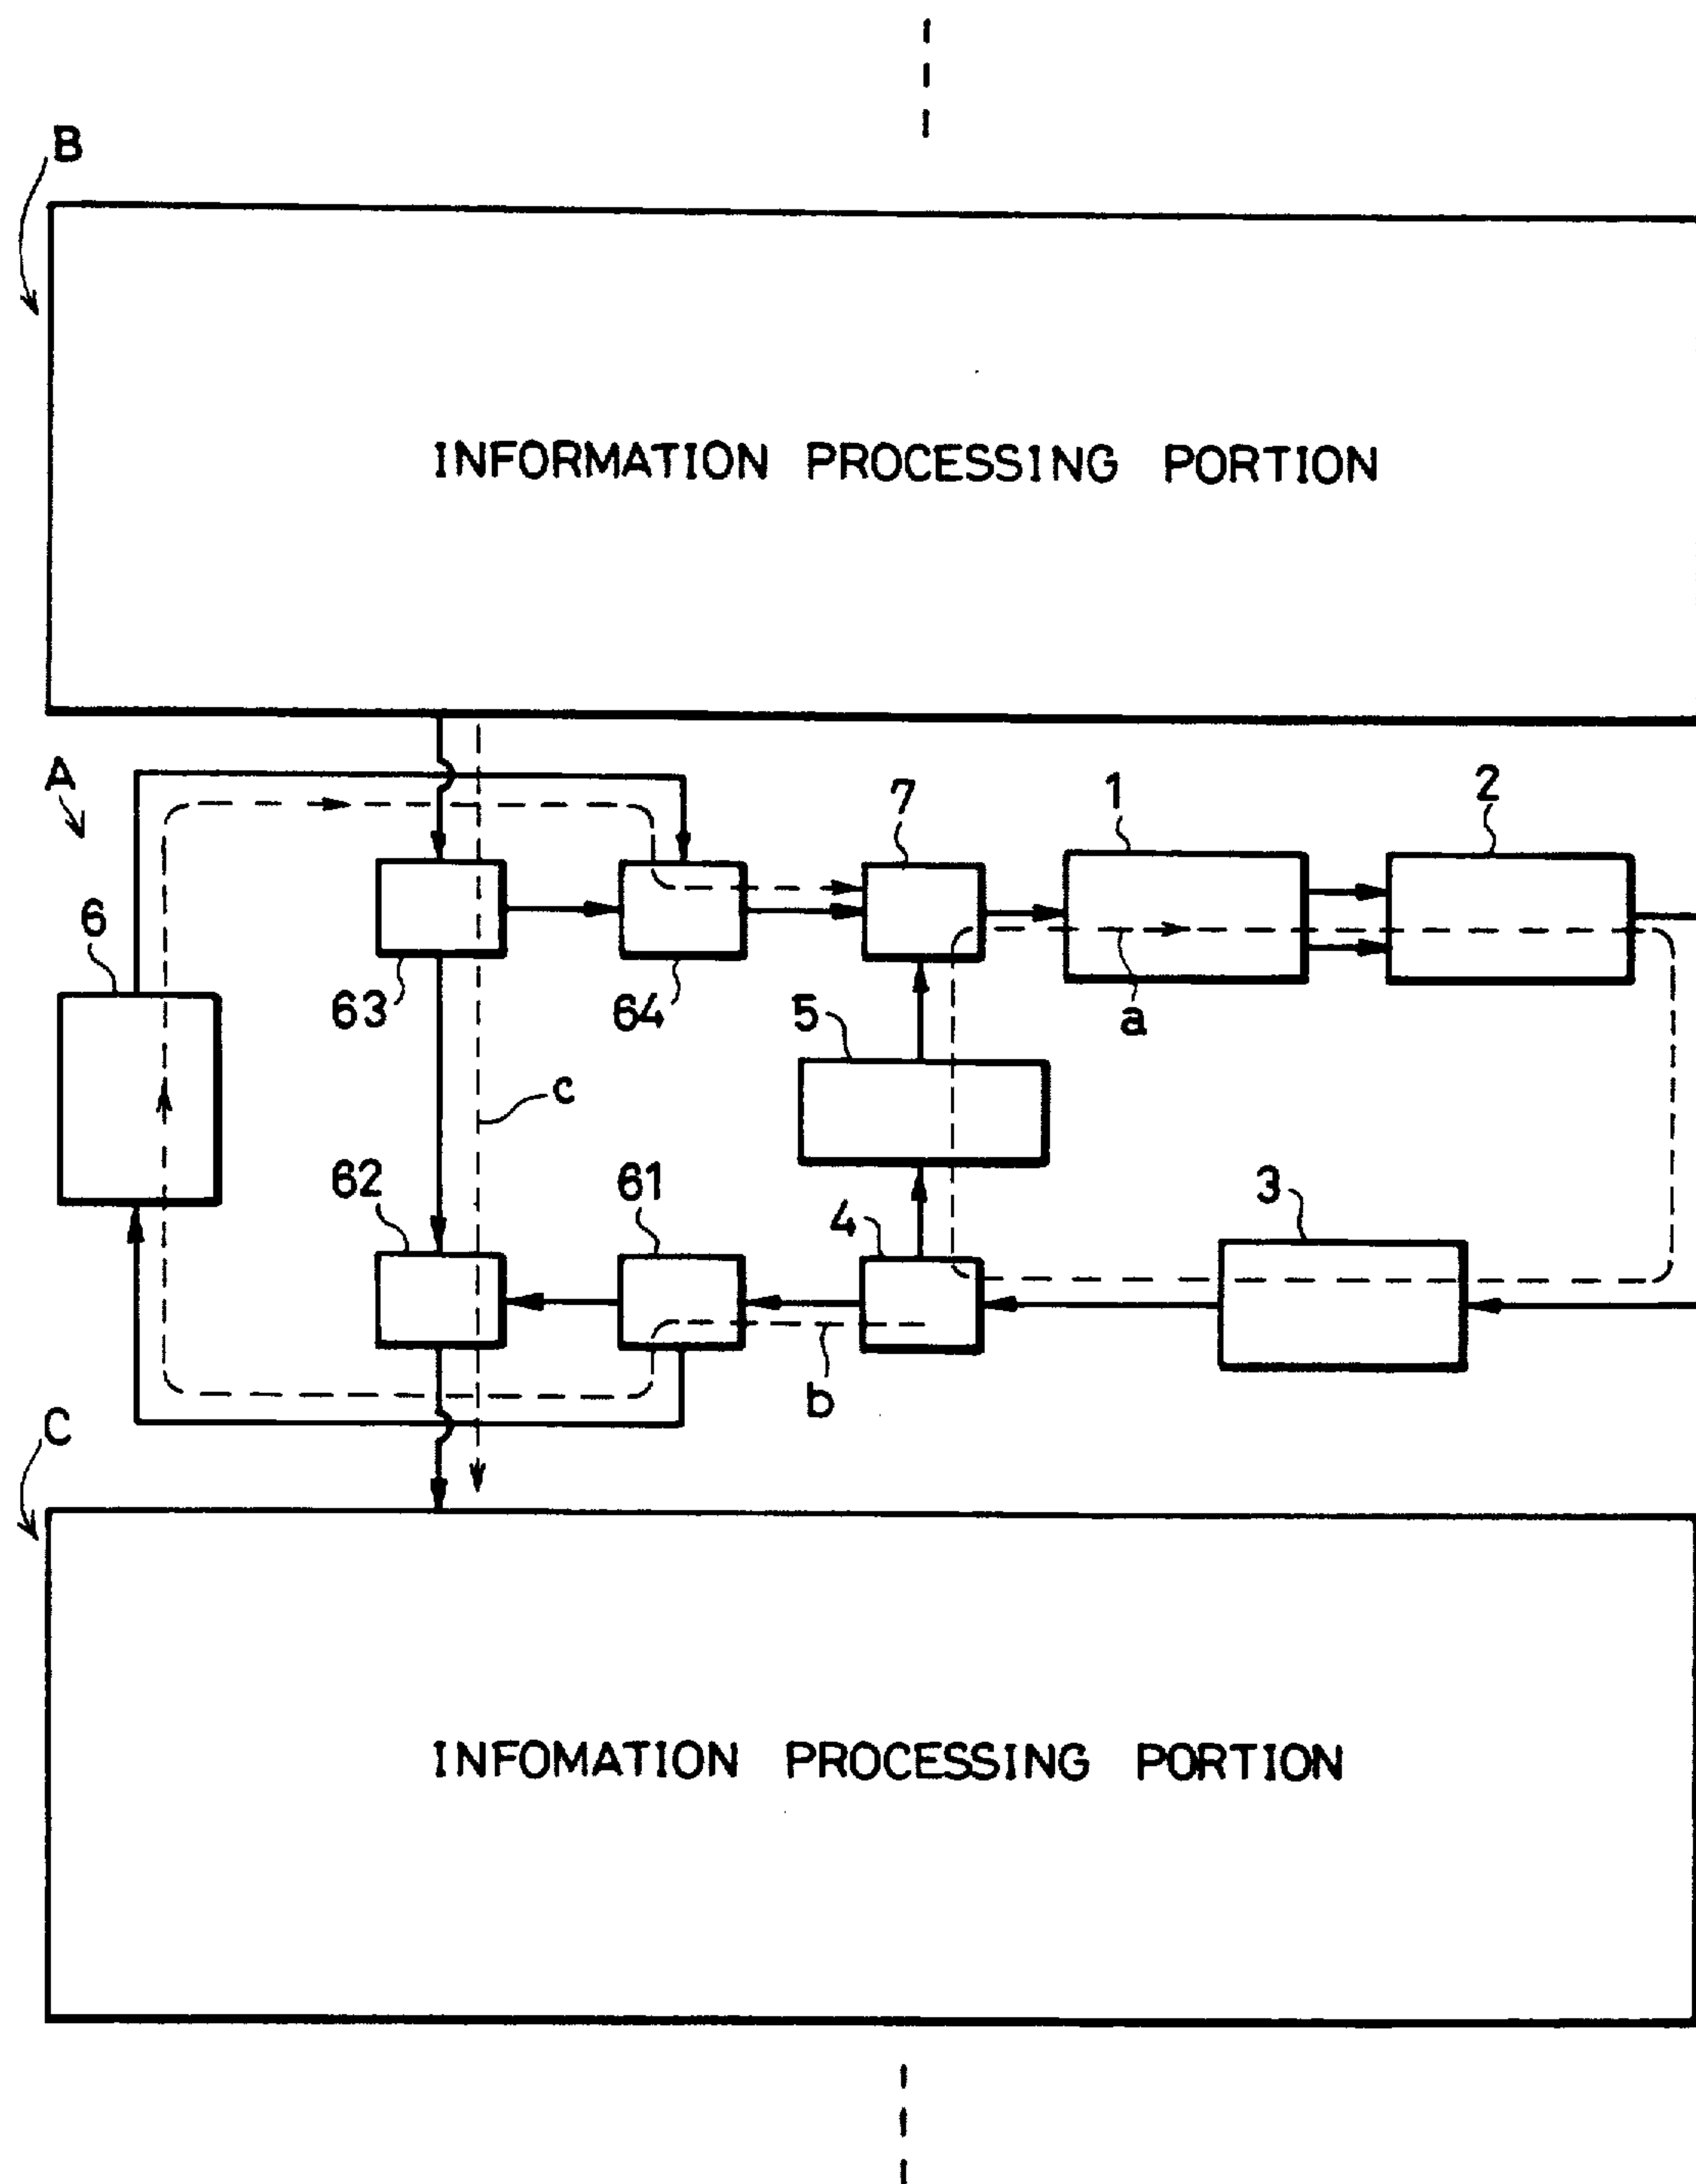 B
INFORMATION PROCESSING PORTION
A
7
1
2
6
63
64
5
a
c
62
61
4
3
b
C
INFOMATION PROCESSING PORTION